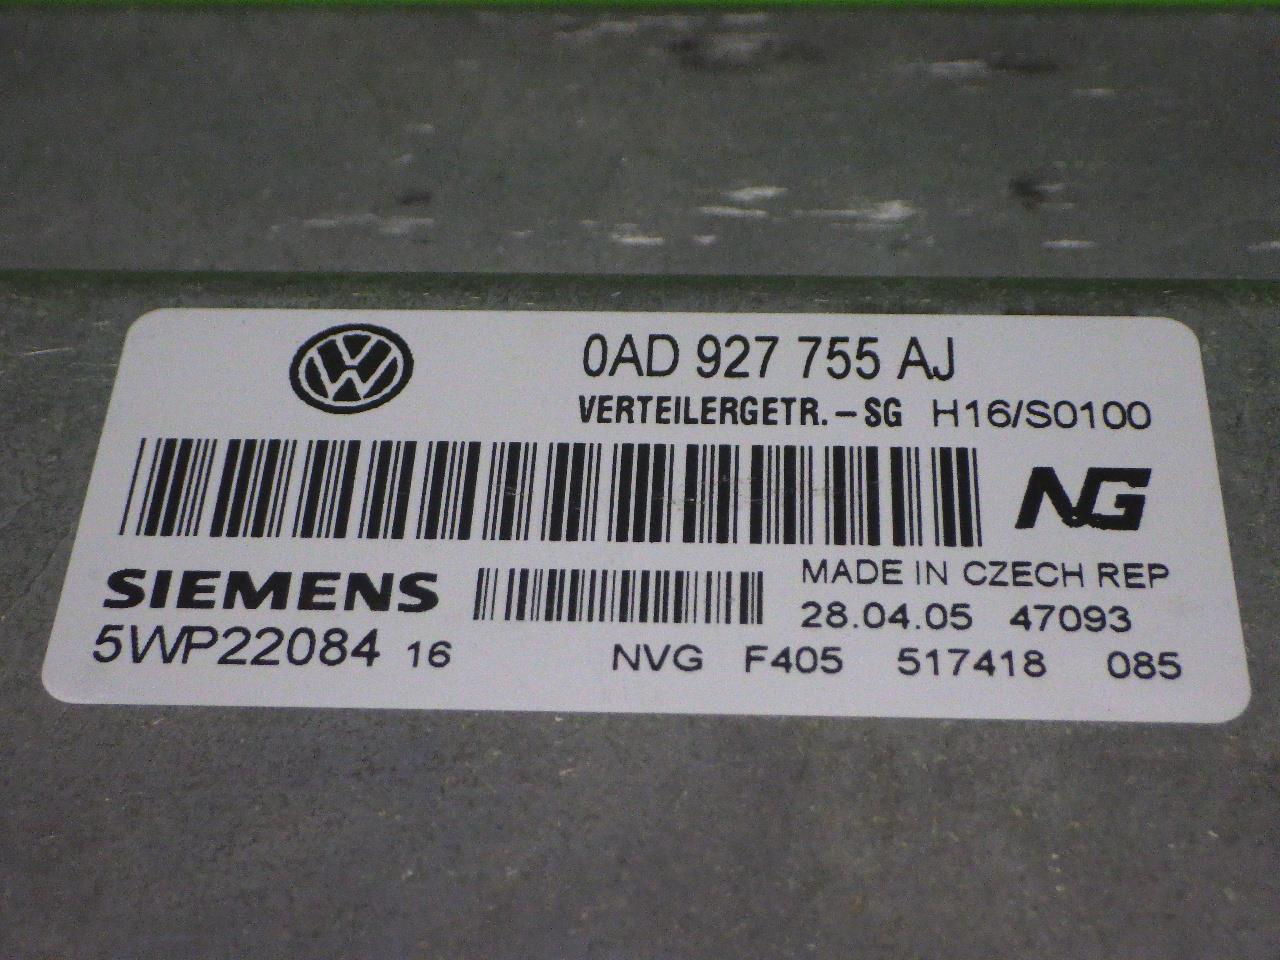 0AD 927 755 AJ
VERTEILERGETR.-SG H16/S0100
NG
SIEMENS
MADE IN CZECH REP
28.04.05 47093
5WP22084 16
NVG F405 517418 085